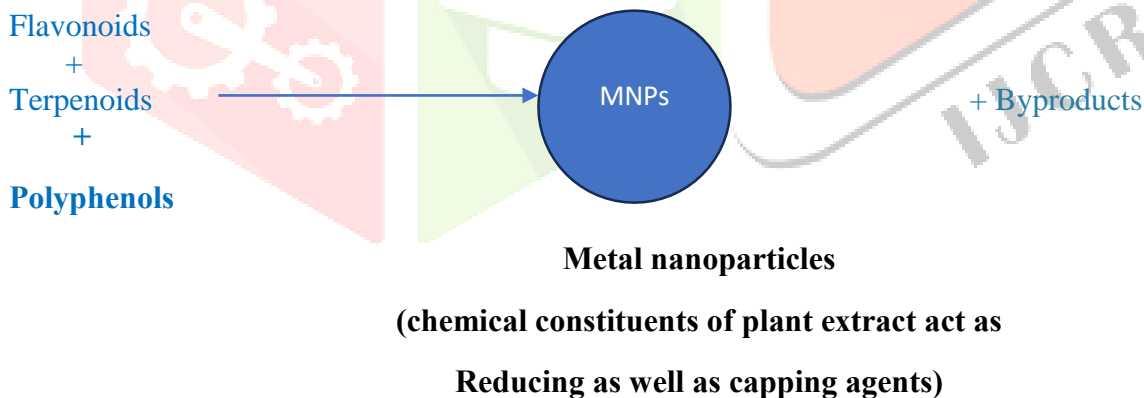 Flavonoids
+
Terpenoids
+
Polyphenols
MNPs
+ Byproducts
IJCR
Metal nanoparticles
(chemical constituents of plant extract act as
Reducing as well as capping agents)